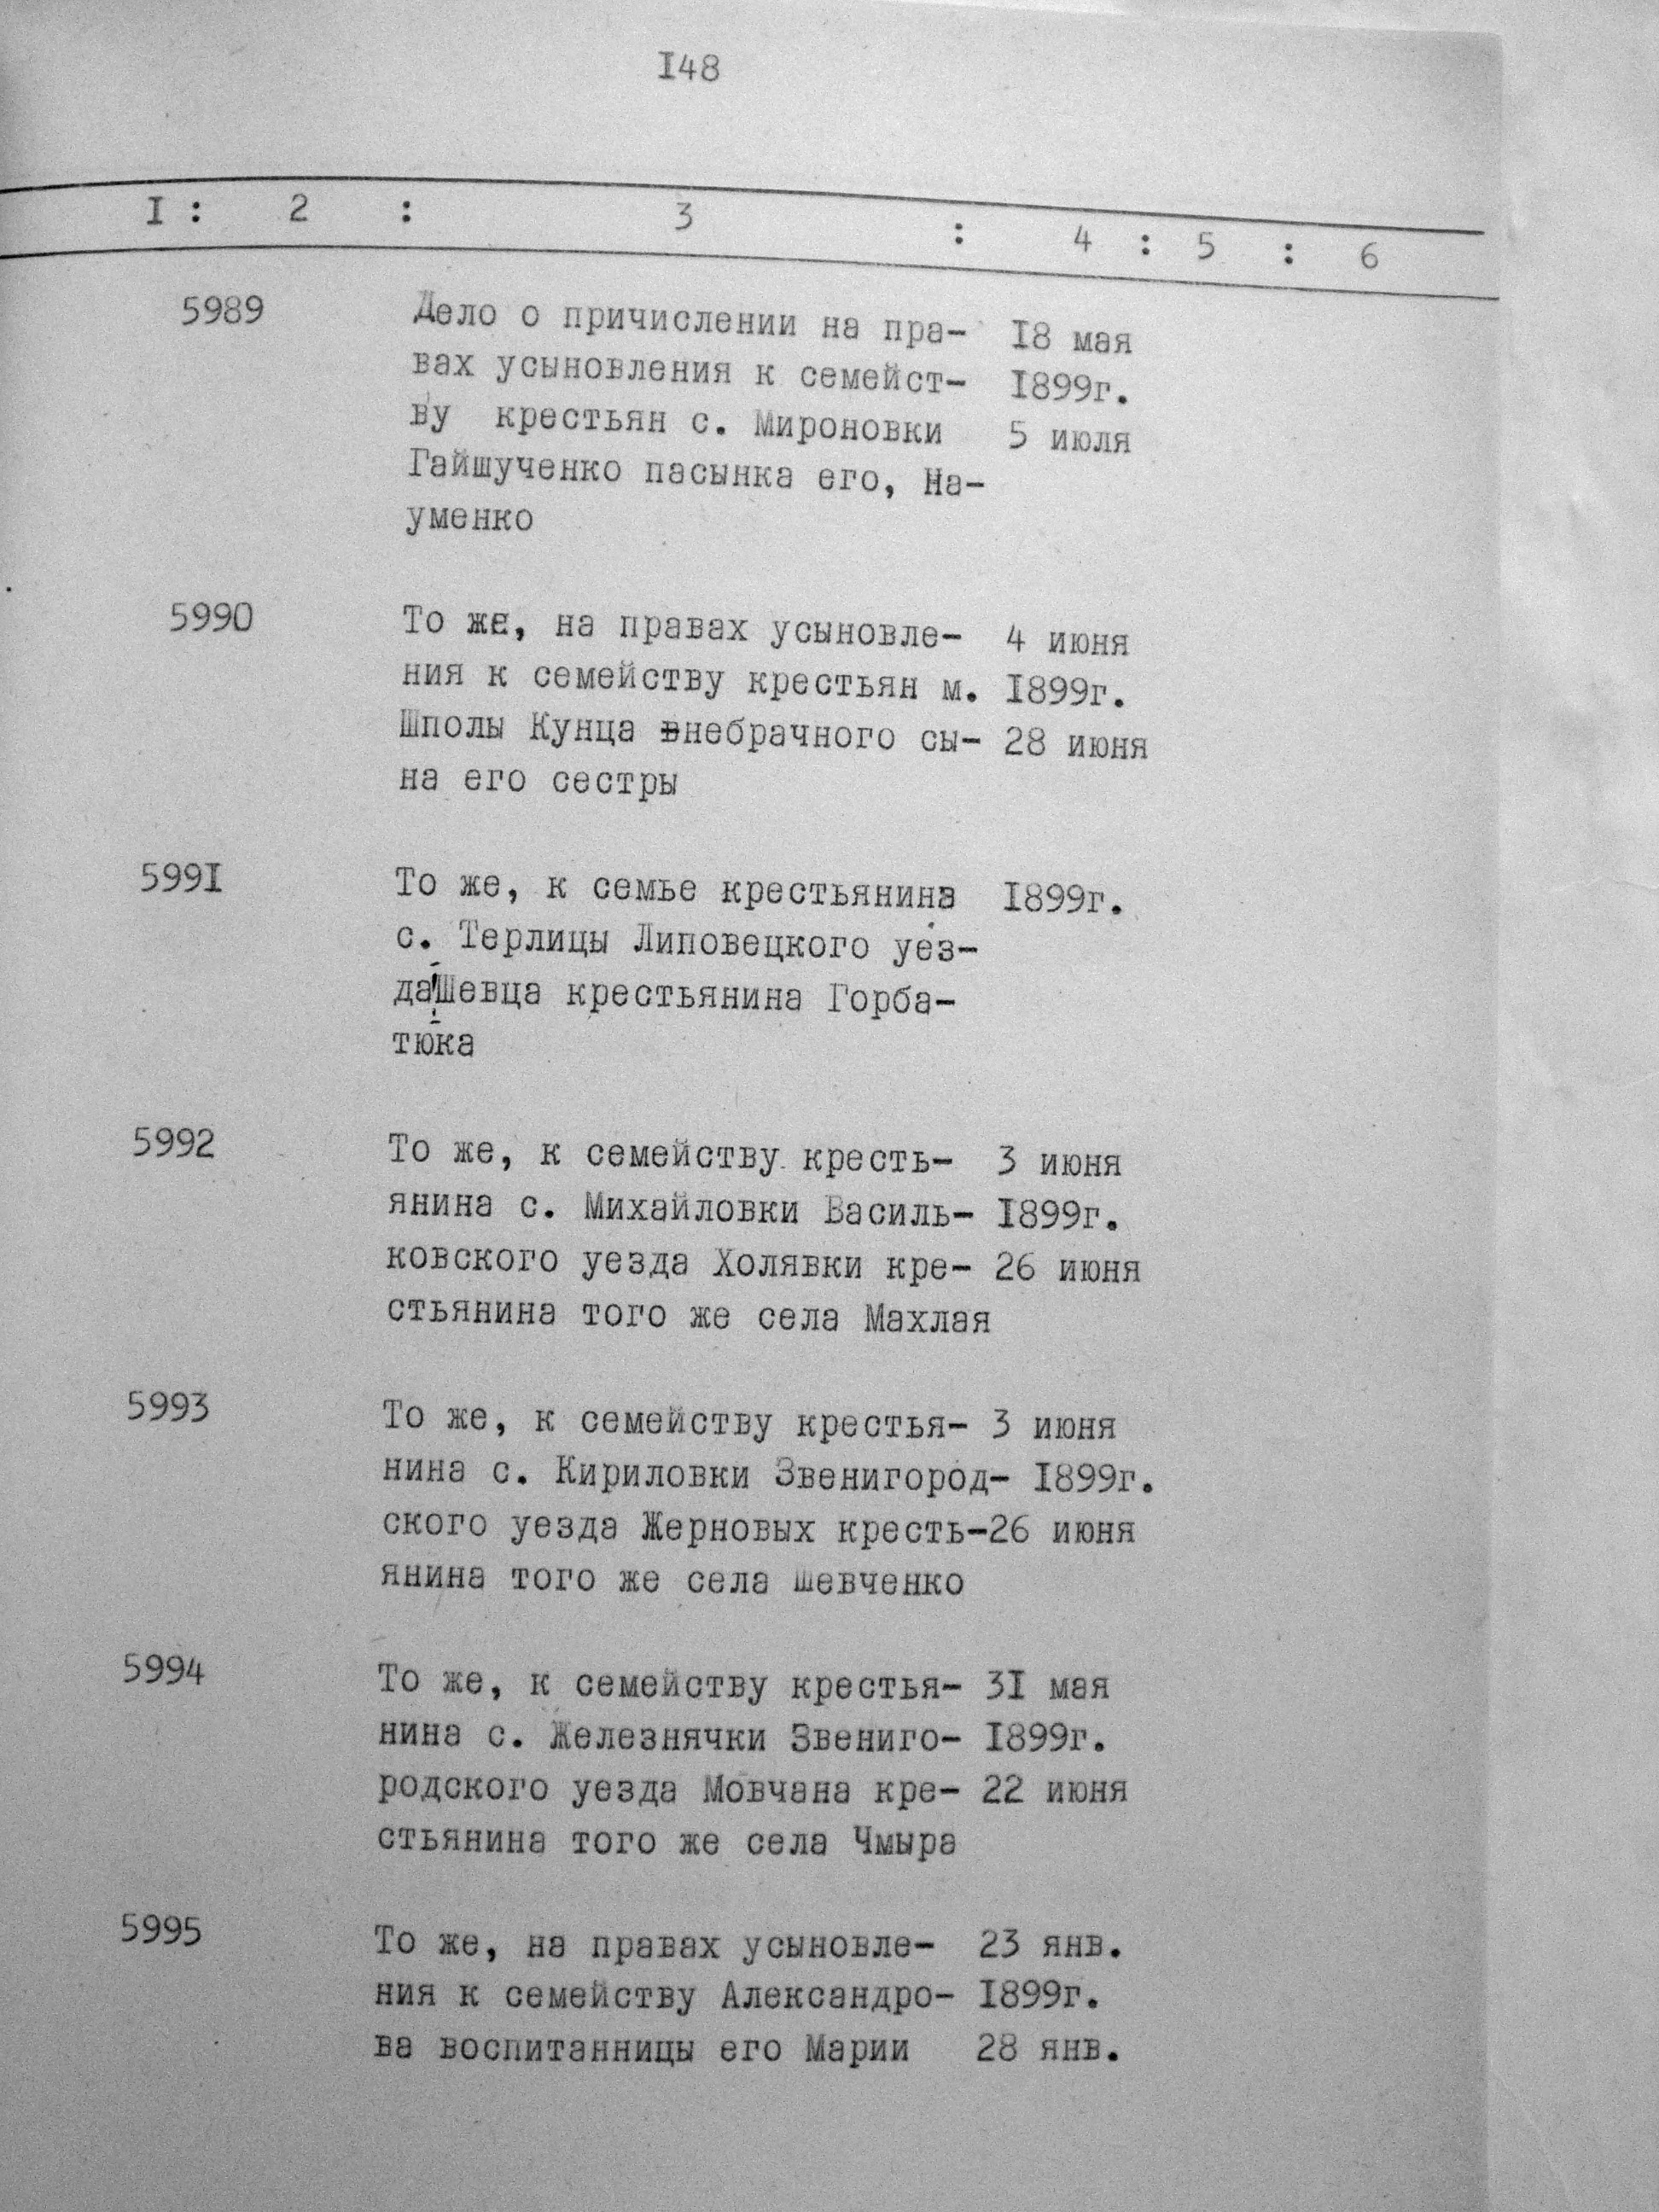 I48
I : 2 : 3 : 4 : 5 : 6
5989 Дело о причислении на пра- I8 мая
вах усыновления к семейст- I899г.
ву крестьян с. Мироновки 5 июля
Гайшученко пасынка его, На-
уменко
5990 То же, на правах усыновле- 4 июня
ния к семейству крестьян м. I899г.
Шполы Кунца внебрачного сы- 28 июня
на его сестры
599I То же, к семье крестьянина I899г.
с. Терлицы Липовецкого уез-
да Шевца крестьянина Горба-
тюка
5992 То же, к семейству кресть- 3 июня
янина с. Михайловки Василь- I899г.
ковского уезда Холявки кре- 26 июня
стьянина того же села Махлая
5993 То же, к семейству крестья- 3 июня
нина с. Кириловки Звенигород- I899г.
ского уезда Жерновых кресть-26 июня
янина того же села Шевченко
5994 То же, к семейству крестья- 3I мая
нина с. Железнячки Звениго- I899г.
родского уезда Мовчана кре- 22 июня
стьянина того же села Чмыра
5995 То же, на правах усыновле- 23 янв.
ния к семейству Александро- I899г.
ва воспитанницы его Марии 28 янв.